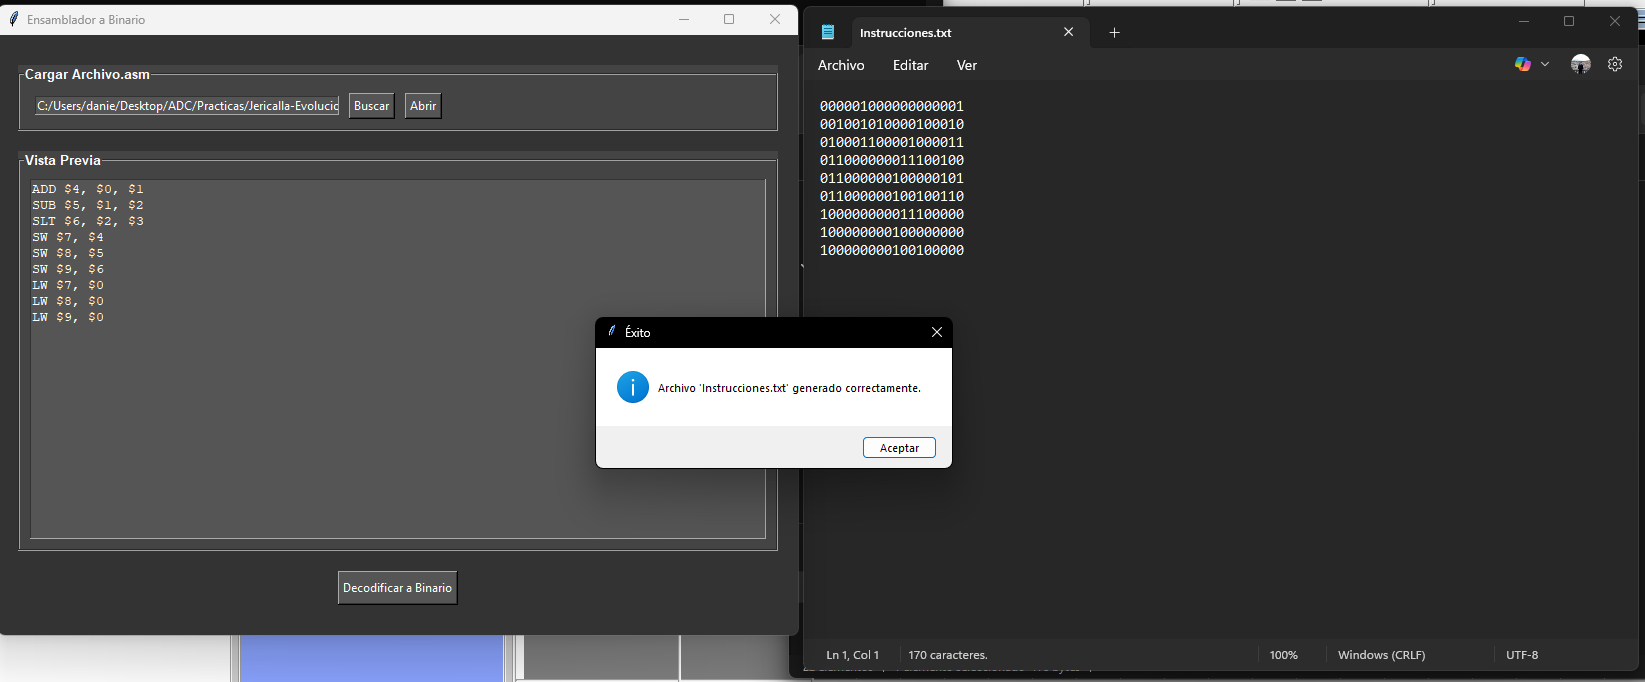 Ensamblador a Binario
Cargar Archivo.asm
C:/Users/danie/Desktop/ADC/Practicas/Jericalla-Evolucic
Buscar
Abrir
Vista Previa
ADD $4, $0, $1
SUB $5, $1, $2
SLT $6, $2, $3
SW $7, $4
SW $8, $5
SW $9, $6
LW $7, $0
LW $8, $0
LW $9, $0
Decodificar a Binario
Instrucciones.txt
Archivo
Editar
Ver
000001000000000001
001001010000100010
010001100001000011
011000000011100100
011000000100000101
011000000100100110
100000000011100000
100000000100000000
100000000100100000
Éxito
Archivo 'Instrucciones.txt' generado correctamente.
Aceptar
Ln 1, Col 1
170 caracteres.
100%
Windows (CRLF)
UTF-8